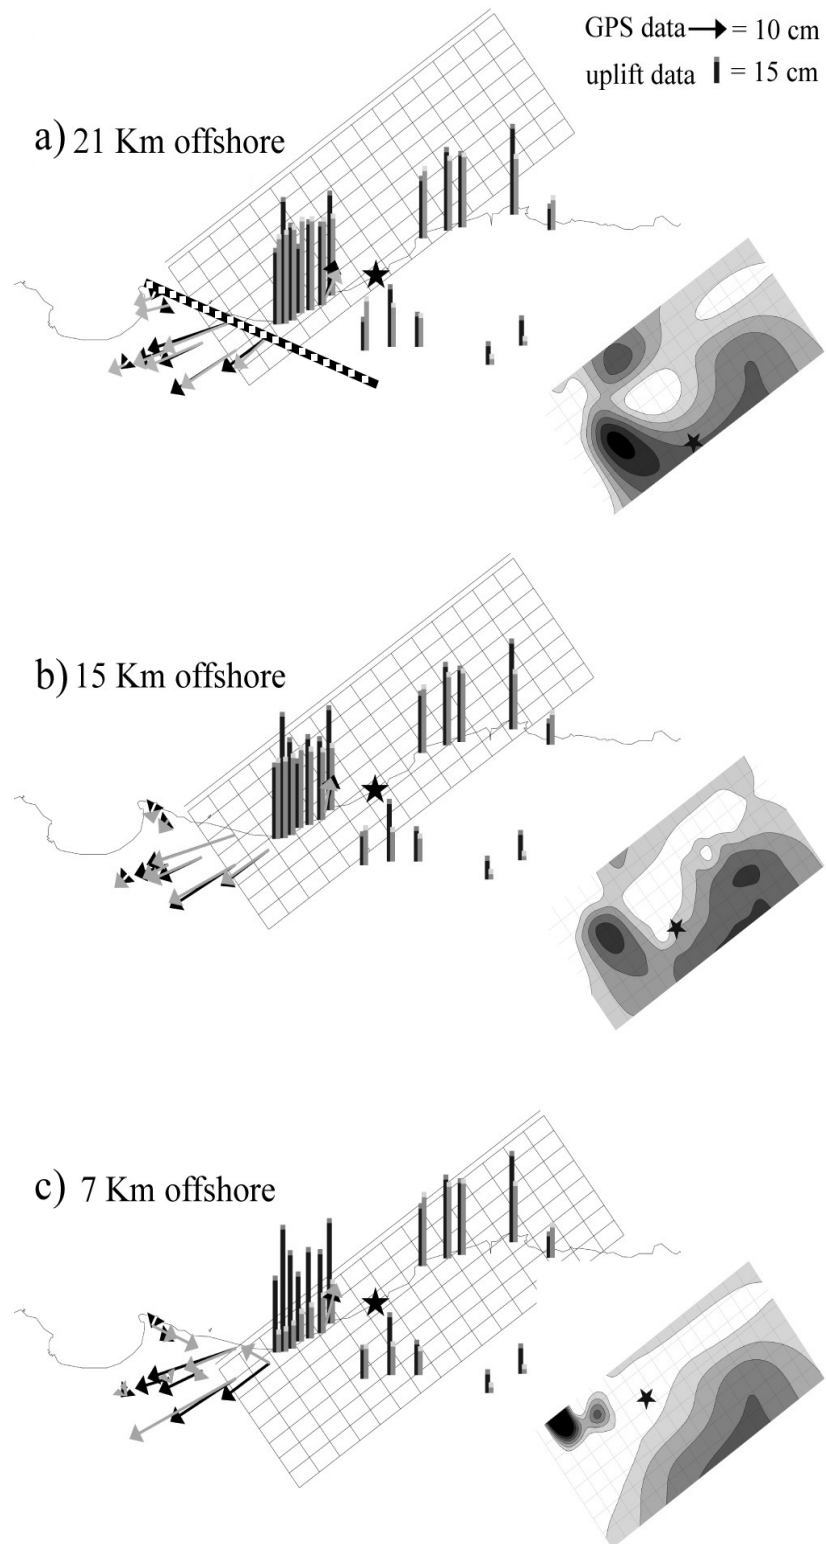 GPS data = 10 cm
uplift data = 15 cm
a) 21 Km offshore
b) 15 Km offshore
c) 7 Km offshore